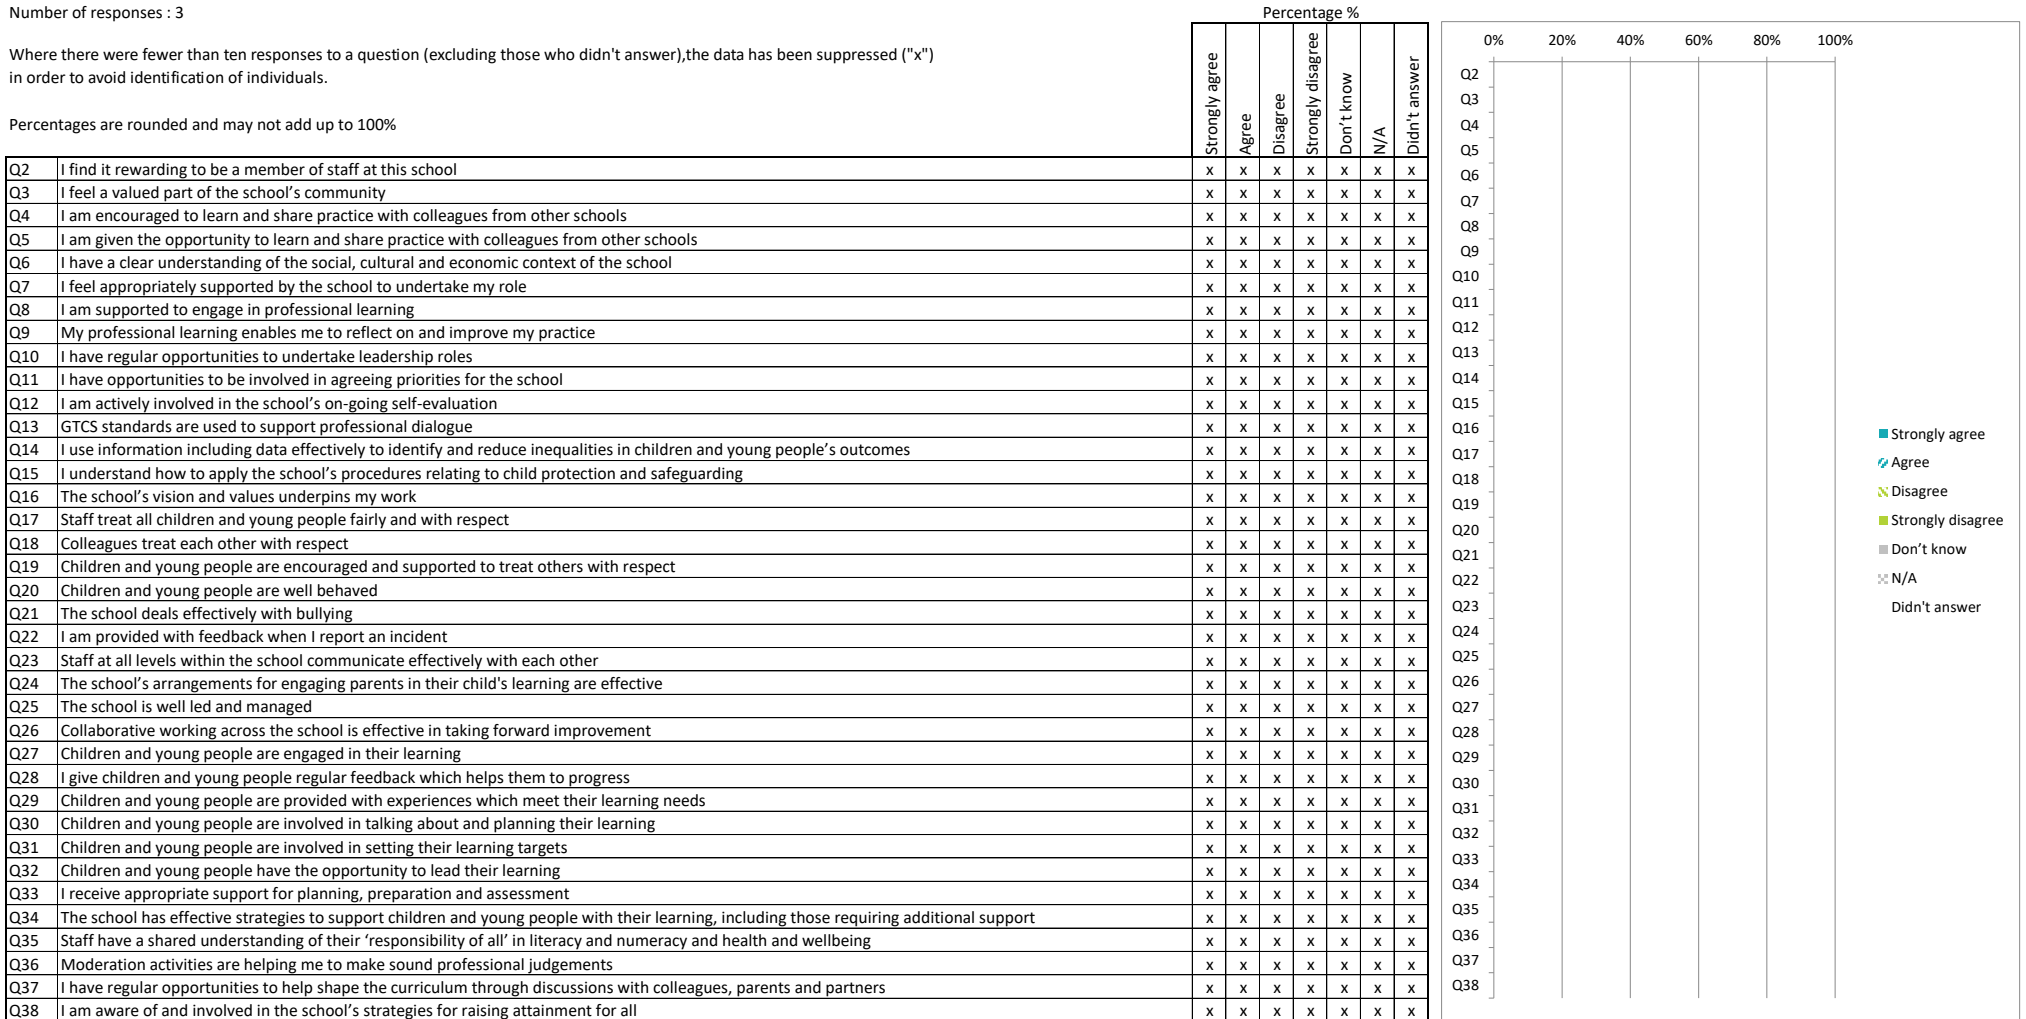 Number of responses : 3
Percentage %
Where there were fewer than ten responses to a question (excluding those who didn't answer),the data has been suppressed ("x")
in order to avoid identification of individuals.
Percentages are rounded and may not add up to 100%
Strongly agree
Agree
Disagree
Strongly disagree
Don't know
N/A
Didn't answer
Q2 I find it rewarding to be a member of staff at this school x x x x x x x
Q3 I feel a valued part of the school's community x x x x x x x
Q4 I am encouraged to learn and share practice with colleagues from other schools x x x x x x x
Q5 I am given the opportunity to learn and share practice with colleagues from other schools x x x x x x x
Q6 I have a clear understanding of the social, cultural and economic context of the school x x x x x x x
Q7 I feel appropriately supported by the school to undertake my role x x x x x x x
Q8 I am supported to engage in professional learning x x x x x x x
Q9 My professional learning enables me to reflect on and improve my practice x x x x x x x
Q10 I have regular opportunities to undertake leadership roles x x x x x x x
Q11 I have opportunities to be involved in agreeing priorities for the school x x x x x x x
Q12 I am actively involved in the school's on-going self-evaluation x x x x x x x
Q13 GTCS standards are used to support professional dialogue x x x x x x x
Q14 I use information including data effectively to identify and reduce inequalities in children and young people's outcomes x x x x x x x
Q15 I understand how to apply the school's procedures relating to child protection and safeguarding x x x x x x x
Q16 The school's vision and values underpins my work x x x x x x x
Q17 Staff treat all children and young people fairly and with respect x x x x x x x
Q18 Colleagues treat each other with respect x x x x x x x
Q19 Children and young people are encouraged and supported to treat others with respect x x x x x x x
Q20 Children and young people are well behaved x x x x x x x
Q21 The school deals effectively with bullying x x x x x x x
Q22 I am provided with feedback when I report an incident x x x x x x x
Q23 Staff at all levels within the school communicate effectively with each other x x x x x x x
Q24 The school's arrangements for engaging parents in their child's learning are effective x x x x x x x
Q25 The school is well led and managed x x x x x x x
Q26 Collaborative working across the school is effective in taking forward improvement x x x x x x x
Q27 Children and young people are engaged in their learning x x x x x x x
Q28 I give children and young people regular feedback which helps them to progress x x x x x x x
Q29 Children and young people are provided with experiences which meet their learning needs x x x x x x x
Q30 Children and young people are involved in talking about and planning their learning x x x x x x x
Q31 Children and young people are involved in setting their learning targets x x x x x x x
Q32 Children and young people have the opportunity to lead their learning x x x x x x x
Q33 I receive appropriate support for planning, preparation and assessment x x x x x x x
Q34 The school has effective strategies to support children and young people with their learning, including those requiring additional support x x x x x x x
Q35 Staff have a shared understanding of their ‘responsibility of all’ in literacy and numeracy and health and wellbeing x x x x x x x
Q36 Moderation activities are helping me to make sound professional judgements x x x x x x x
Q37 I have regular opportunities to help shape the curriculum through discussions with colleagues, parents and partners x x x x x x x
Q38 I am aware of and involved in the school's strategies for raising attainment for all x x x x x x x
0% 20% 40% 60% 80% 100%
Q2
Q3
Q4
Q5
Q6
Q7
Q8
Q9
Q10
Q11
Q12
Q13
Q14
Q15
Q16
Q17
Q18
Q19
Q20
Q21
Q22
Q23
Q24
Q25
Q26
Q27
Q28
Q29
Q30
Q31
Q32
Q33
Q34
Q35
Q36
Q37
Q38
Strongly agree
Agree
Disagree
Strongly disagree
Don't know
N/A
Didn't answer